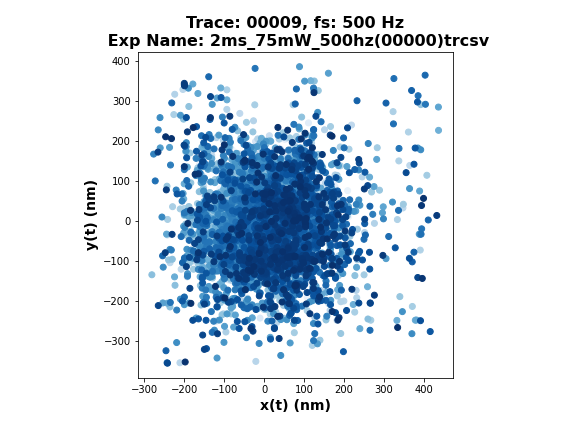 Trace: 00009, fs: 500 Hz
Exp Name: 2ms_75mW_500hz(00000)trcsv
400
300
200
100
0
−100
−200
−300
y(t) (nm)
−300 −200 −100 0 100 200 300 400
x(t) (nm)